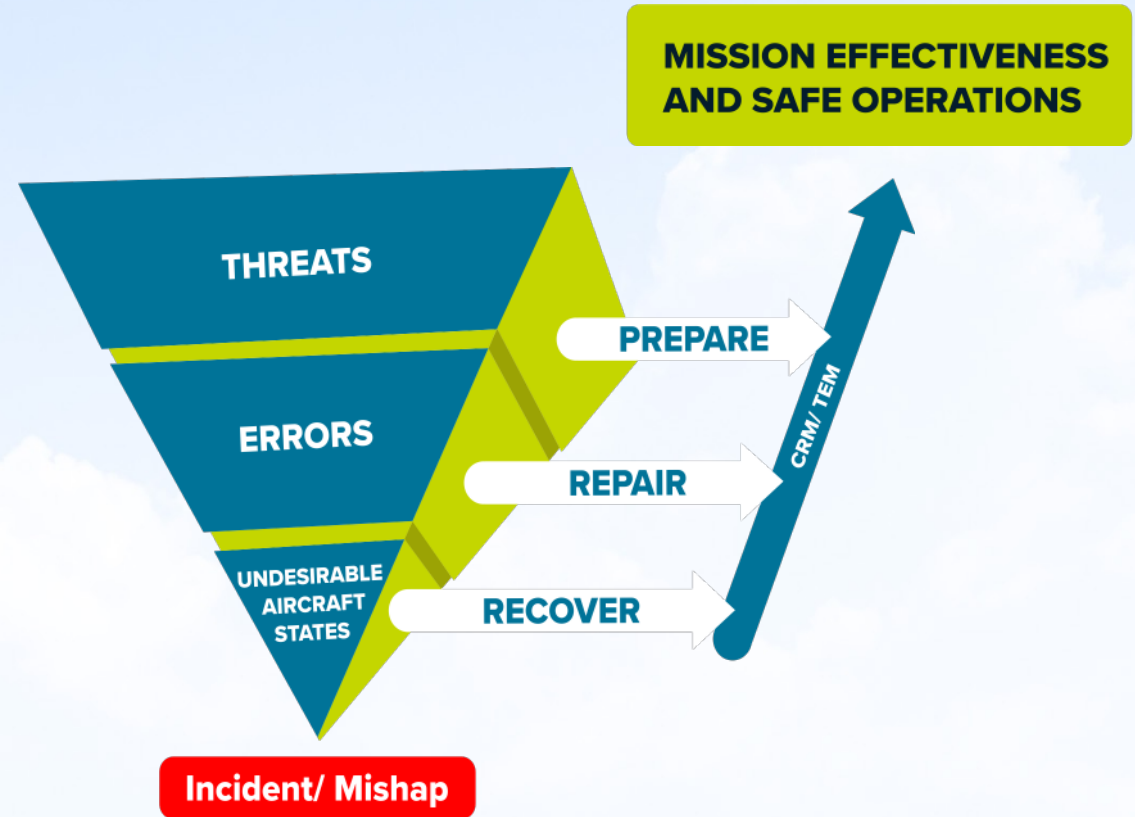 MISSION EFFECTIVENESS
AND SAFE OPERATIONS
THREATS
PREPARE
CRM/ TEM
ERRORS
REPAIR
UNDESIRABLE
AIRCRAFT
STATES
RECOVER
Incident/ Mishap